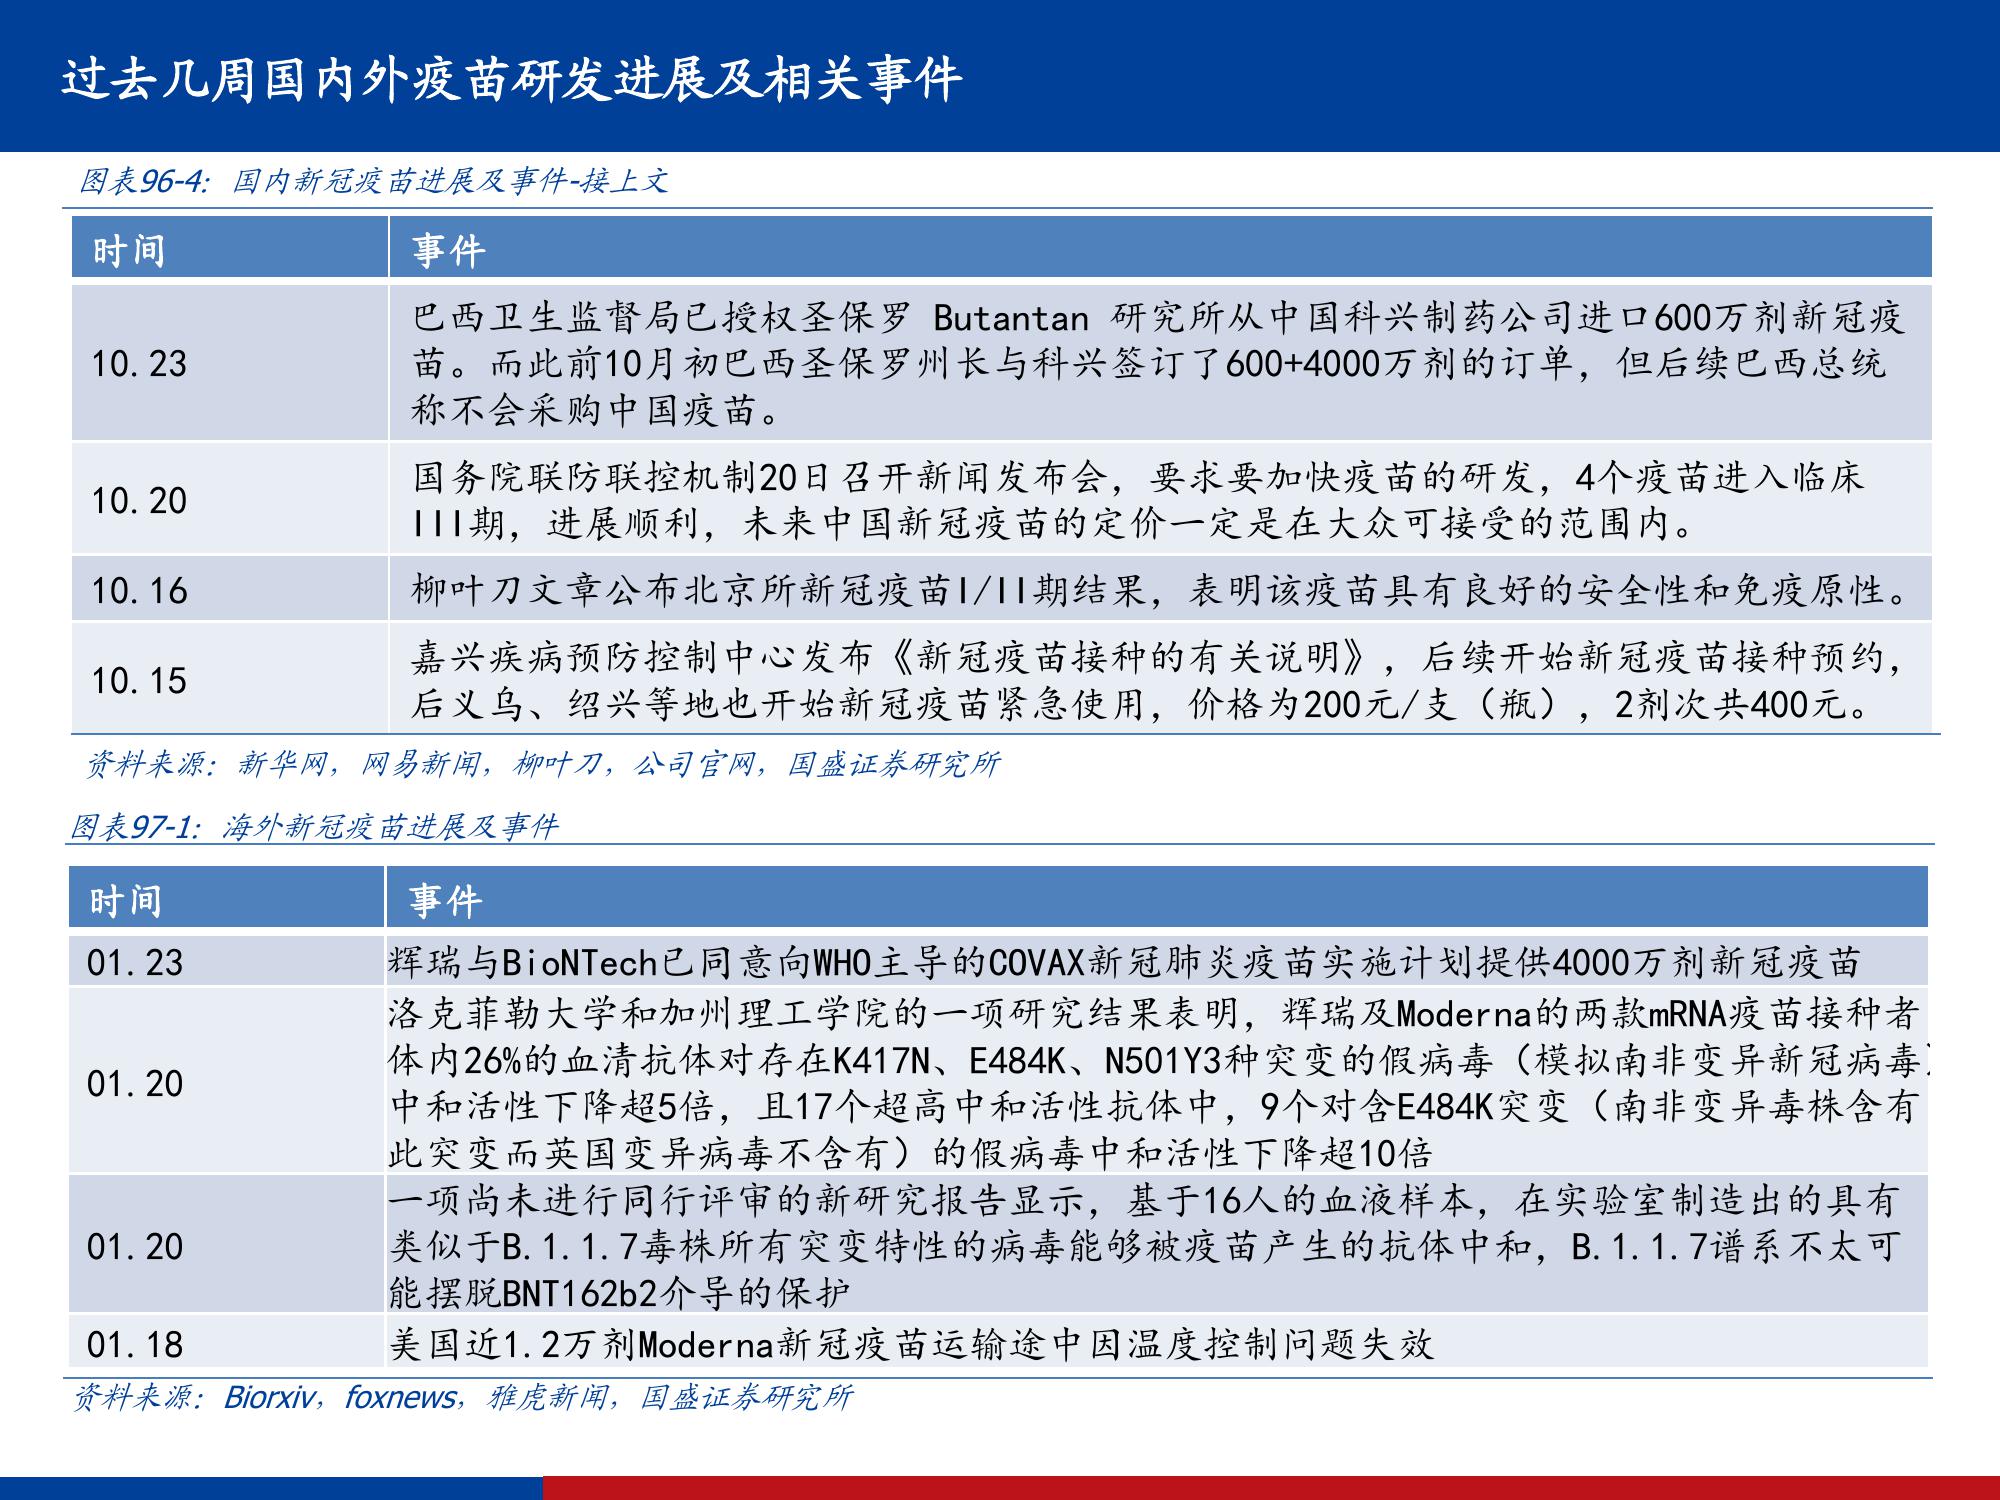 过去几周国内外疫苗研发进展及相关事件
图表96-4：国内新冠疫苗进展及事件-接上文
时间 事件
10.23
巴西卫生监督局已授权圣保罗 Butantan 研究所从中国科兴制药公司进口600万剂新冠疫
苗。而此前10月初巴西圣保罗州长与科兴签订了600+4000万剂的订单，但后续巴西总统
称不会采购中国疫苗。
10.20
国务院联防联控机制20日召开新闻发布会，要求要加快疫苗的研发，4个疫苗进入临床
III期，进展顺利，未来中国新冠疫苗的定价一定是在大众可接受的范围内。
10.16 柳叶刀文章公布北京所新冠疫苗I/II期结果，表明该疫苗具有良好的安全性和免疫原性。
10.15
嘉兴疾病预防控制中心发布《新冠疫苗接种的有关说明》，后续开始新冠疫苗接种预约，
后义乌、绍兴等地也开始新冠疫苗紧急使用，价格为200元/支（瓶），2剂次共400元。
资料来源：新华网，网易新闻，柳叶刀，公司官网，国盛证券研究所
图表97-1：海外新冠疫苗进展及事件
时间 事件
01.23 辉瑞与BioNTech已同意向WHO主导的COVAX新冠肺炎疫苗实施计划提供4000万剂新冠疫苗
01.20
洛克菲勒大学和加州理工学院的一项研究结果表明，辉瑞及Moderna的两款mRNA疫苗接种者
体内26%的血清抗体对存在K417N、E484K、N501Y3种突变的假病毒（模拟南非变异新冠病毒）
中和活性下降超5倍，且17个超高中和活性抗体中，9个对含E484K突变（南非变异毒株含有
此突变而英国变异病毒不含有）的假病毒中和活性下降超10倍
01.20
一项尚未进行同行评审的新研究报告显示，基于16人的血液样本，在实验室制造出的具有
类似于B.1.1.7毒株所有突变特性的病毒能够被疫苗产生的抗体中和，B.1.1.7谱系不太可
能摆脱BNT162b2介导的保护
01.18 美国近1.2万剂Moderna新冠疫苗运输途中因温度控制问题失效
资料来源：Biorxiv，foxnews，雅虎新闻，国盛证券研究所